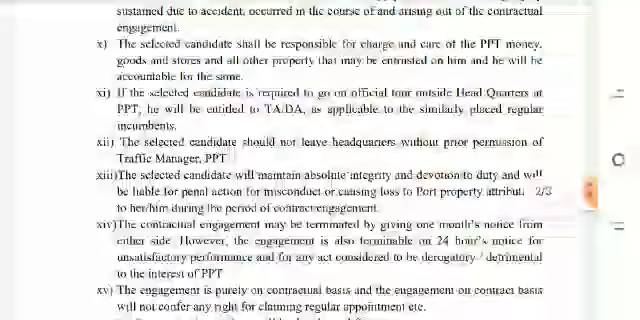 sustained due to accident, occurred in the course of and arising out of the contractual
engagement.
x) The selected candidate shall be responsible for charge and care of the PPT money,
goods and stores and all other property that may be entrusted on him and he will be
accountable for the same.
xi) If the selected candidate is required to go on official tour outside Head Quarters at
PPT, he will be entitled to TA/DA, as applicable to the similarly placed regular
incumbents.
xii) The selected candidate should not leave headquarters without prior permission of
Traffic Manager, PPT
xiii)The selected candidate will maintain absolute integrity and devotion to duty and will
be liable for penal action for misconduct or causing loss to Port property attribut. 2/3
to her/him during the period of contract engagement.
xiv)The contractual engagement may be terminated by giving one month's notice from
either side. However, the engagement is also terminable on 24 hour's notice for
unsatisfactory performance and for any act considered to be derogatory / detrimental
to the interest of PPT
xv) The engagement is purely on contractual basis and the engagement on contract basis
will not confer any right for claiming regular appointment etc.